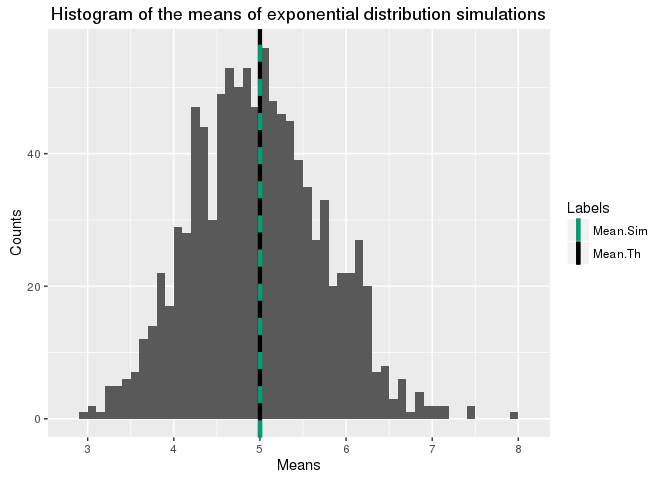 Histogram of the means of exponential distribution simulations
Counts
40
20
0
3 4 5 6 7 8
Means
Labels
Mean.Sim
Mean.Th